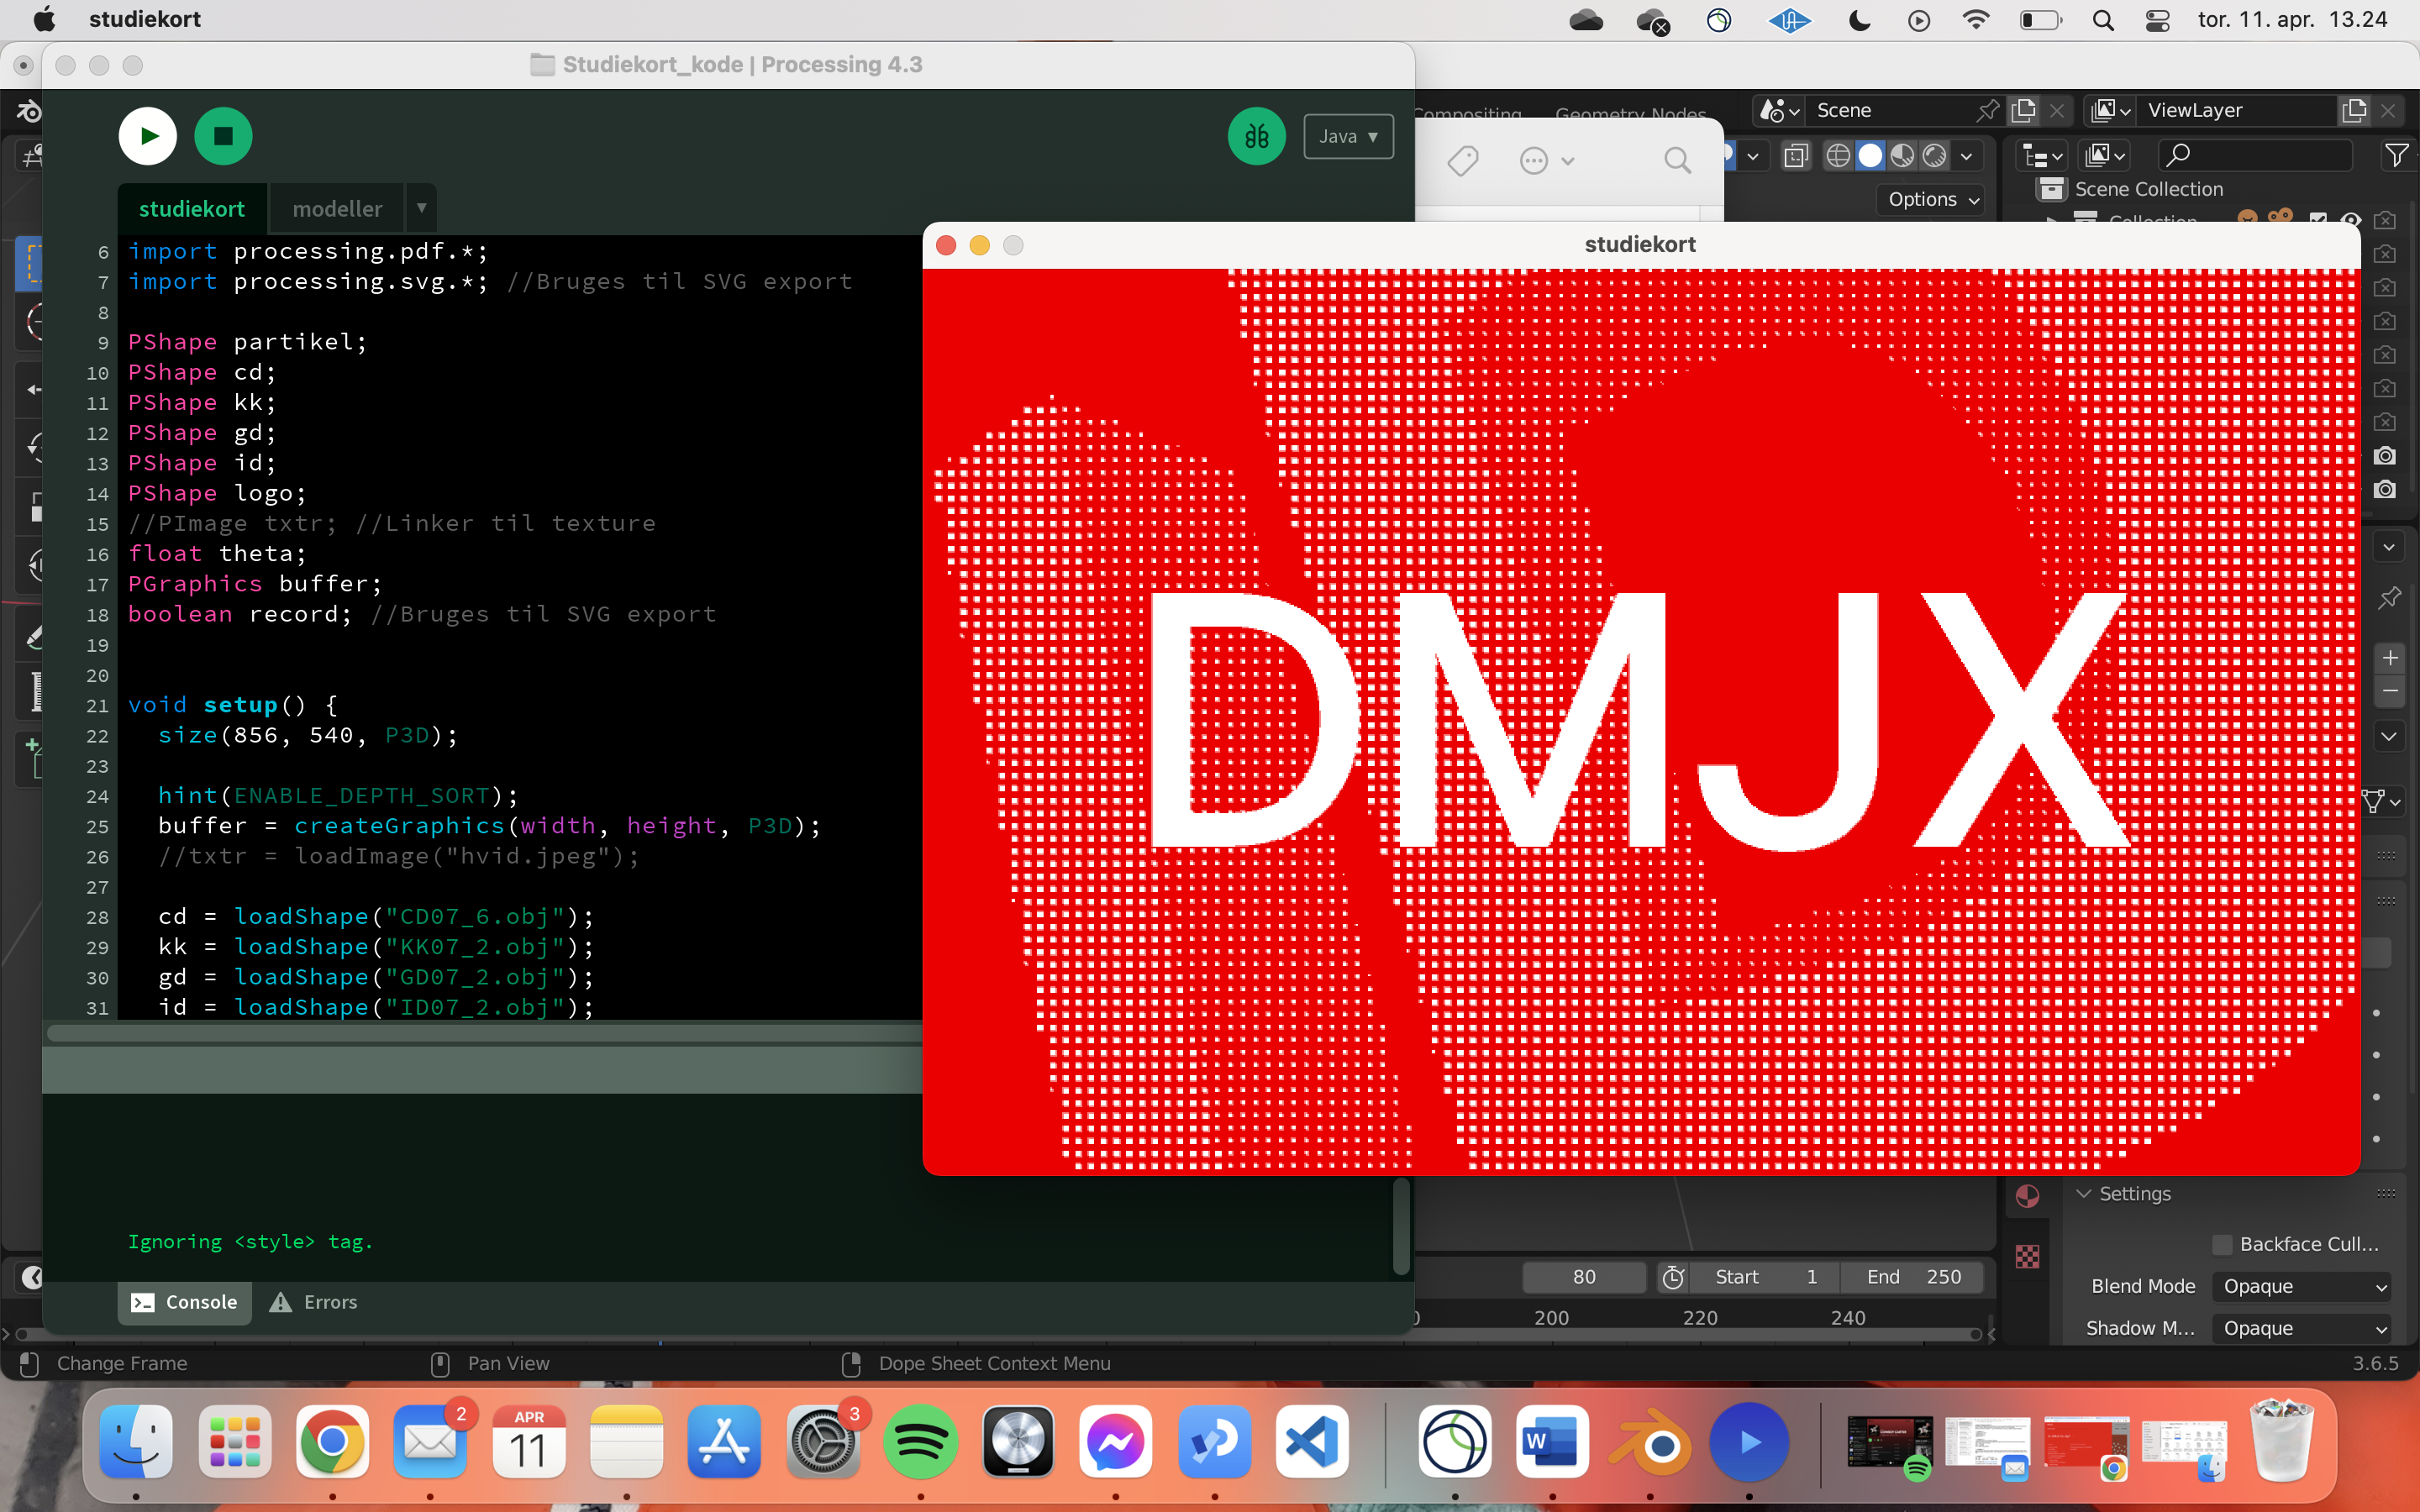 studiekort
tor. 11. apr. 13.24
Studiekort_kode | Processing 4.3
Compositing Geometry Nodes
Scene
ViewLayer
Java
studiekort modeller
Scene Collection
Collection
Options
studiekort
6 import processing.pdf.*;
7 import processing.svg.*; //Bruges til SVG export
8
9 PShape partikel;
10 PShape cd;
11 PShape kk;
12 PShape gd;
13 PShape id;
14 PShape logo;
15 //PImage txtr; //Linker til texture
16 float theta;
17 PGraphics buffer;
18 boolean record; //Bruges til SVG export
19
20
21 void setup() {
22 size(856, 540, P3D);
23
24 hint(ENABLE_DEPTH_SORT);
25 buffer = createGraphics(width, height, P3D);
26 //txtr = loadImage("hvid.jpeg");
27
28 cd = loadShape("CD07_6.obj");
29 kk = loadShape("KK07_2.obj");
30 gd = loadShape("GD07_2.obj");
31 id = loadShape("ID07_2.obj");
DMJX
Ignoring <style> tag.
Console Errors
Settings
Backface Cull...
Blend Mode Opaque
Shadow M... Opaque
80 Start 1 End 250
200 220 240
Change Frame Pan View Dope Sheet Context Menu 3.6.5
2
APR
11
3
W